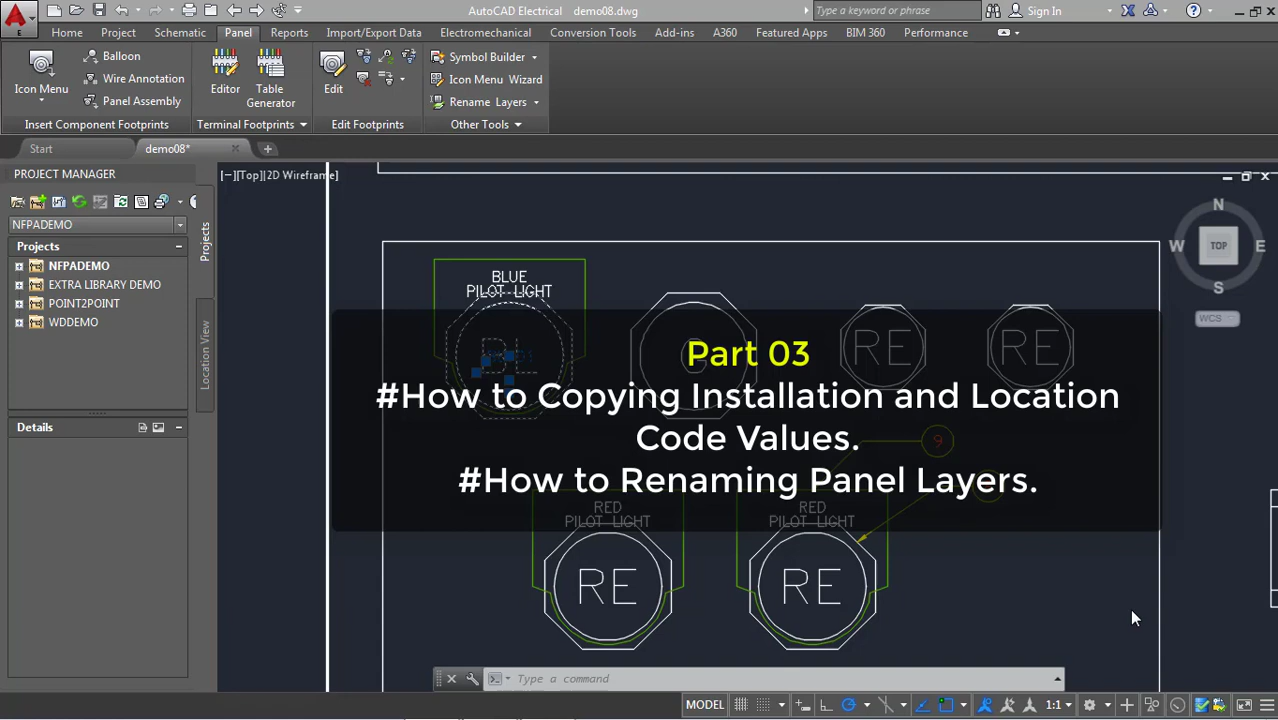 AutoCAD Electrical demo08.dwg
Type a keyword or phrase
Sign In
Home Project Schematic Panel Reports Import/Export Data Electromechanical Conversion Tools Add-ins A360 Featured Apps BIM 360 Performance
Icon Menu
Balloon
Wire Annotation
Panel Assembly
Editor
Table Generator
Edit
Symbol Builder
Icon Menu Wizard
Rename Layers
Insert Component Footprints
Terminal Footprints
Edit Footprints
Other Tools
Start
demo08*
PROJECT MANAGER
NFPADEMO
Projects
NFPADEMO
EXTRA LIBRARY DEMO
POINT2POINT
WDDEMO
Projects
Location View
Details
[−][Top][2D Wireframe]
N
W TOP E
S
WCS
BLUE
PILOT LIGHT
G
RE
RE
Part 03
#How to Copying Installation and Location
Code Values.
#How to Renaming Panel Layers.
9
RED
PILOT LIGHT
RED
PILOT LIGHT
RE
RE
Type a command
MODEL
1:1